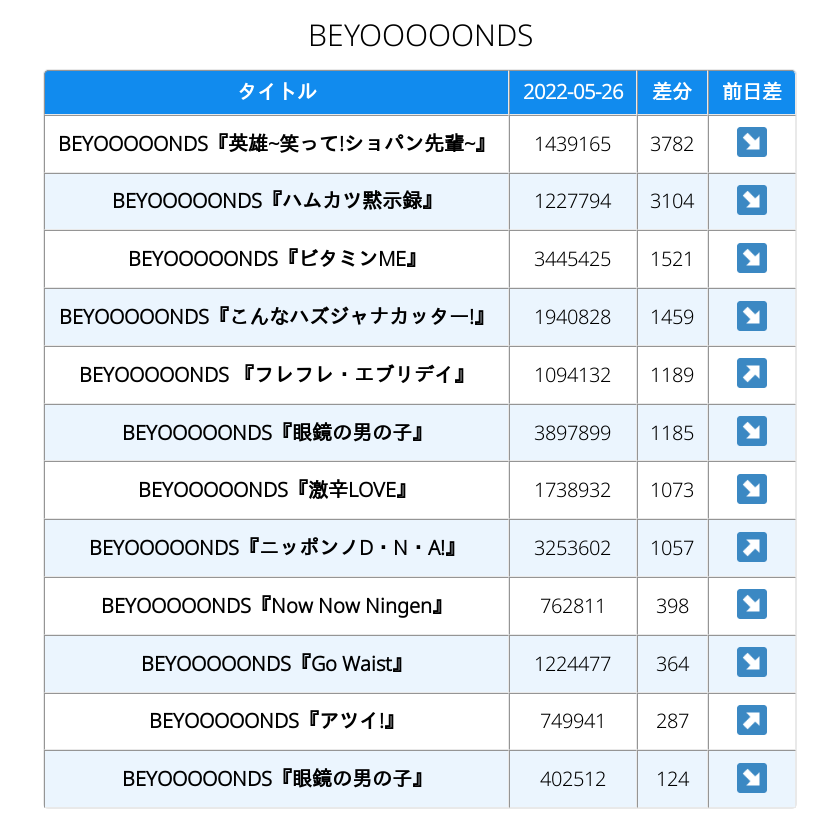 BEYOOOOONDS
タイトル 2022-05-26 差分 前日差
BEYOOOOONDS『英雄~笑って!ショパン先輩~』 1439165 3782 ↘
BEYOOOOONDS『ハムカツ黙示録』 1227794 3104 ↘
BEYOOOOONDS『ビタミンME』 3445425 1521 ↘
BEYOOOOONDS『こんなハズジャナカッター!』 1940828 1459 ↘
BEYOOOOONDS 『フレフレ・エブリデイ』 1094132 1189 ↗
BEYOOOOONDS『眼鏡の男の子』 3897899 1185 ↘
BEYOOOOONDS『激辛LOVE』 1738932 1073 ↘
BEYOOOOONDS『ニッポンノD・N・A!』 3253602 1057 ↗
BEYOOOOONDS『Now Now Ningen』 762811 398 ↘
BEYOOOOONDS『Go Waist』 1224477 364 ↘
BEYOOOOONDS『アツイ!』 749941 287 ↗
BEYOOOOONDS『眼鏡の男の子』 402512 124 ↘